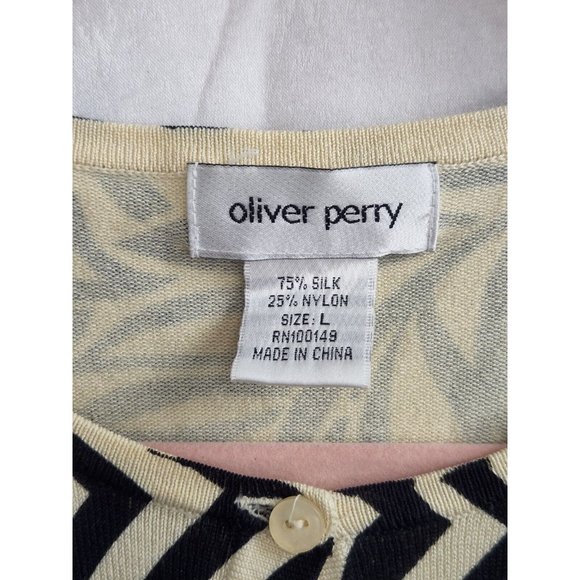 oliver perry
75% SILK
25% NYLON
SIZE: L
RN100149
MADE IN CHINA